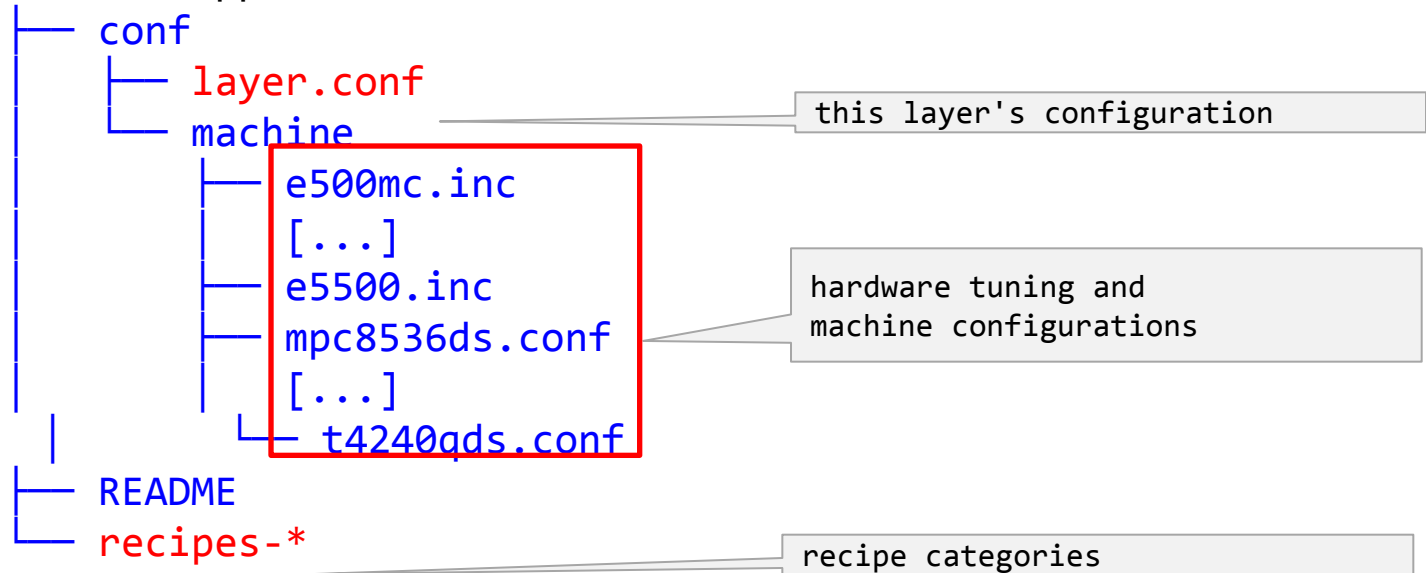 ├── conf
│   ├── layer.conf
this layer's configuration
│   └── machine
│       ├── e500mc.inc
│       │   [...]
│       ├── e5500.inc
hardware tuning and
machine configurations
│       ├── mpc8536ds.conf
│       │   [...]
│       └── t4240qds.conf
├── README
└── recipes-*
recipe categories